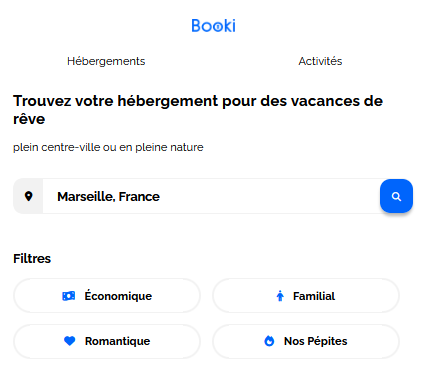 Booki
Hébergements
Activités
Trouvez votre hébergement pour des vacances de
rêve
plein centre-ville ou en pleine nature
Marseille, France
Filtres
Économique
Familial
Romantique
Nos Pépites